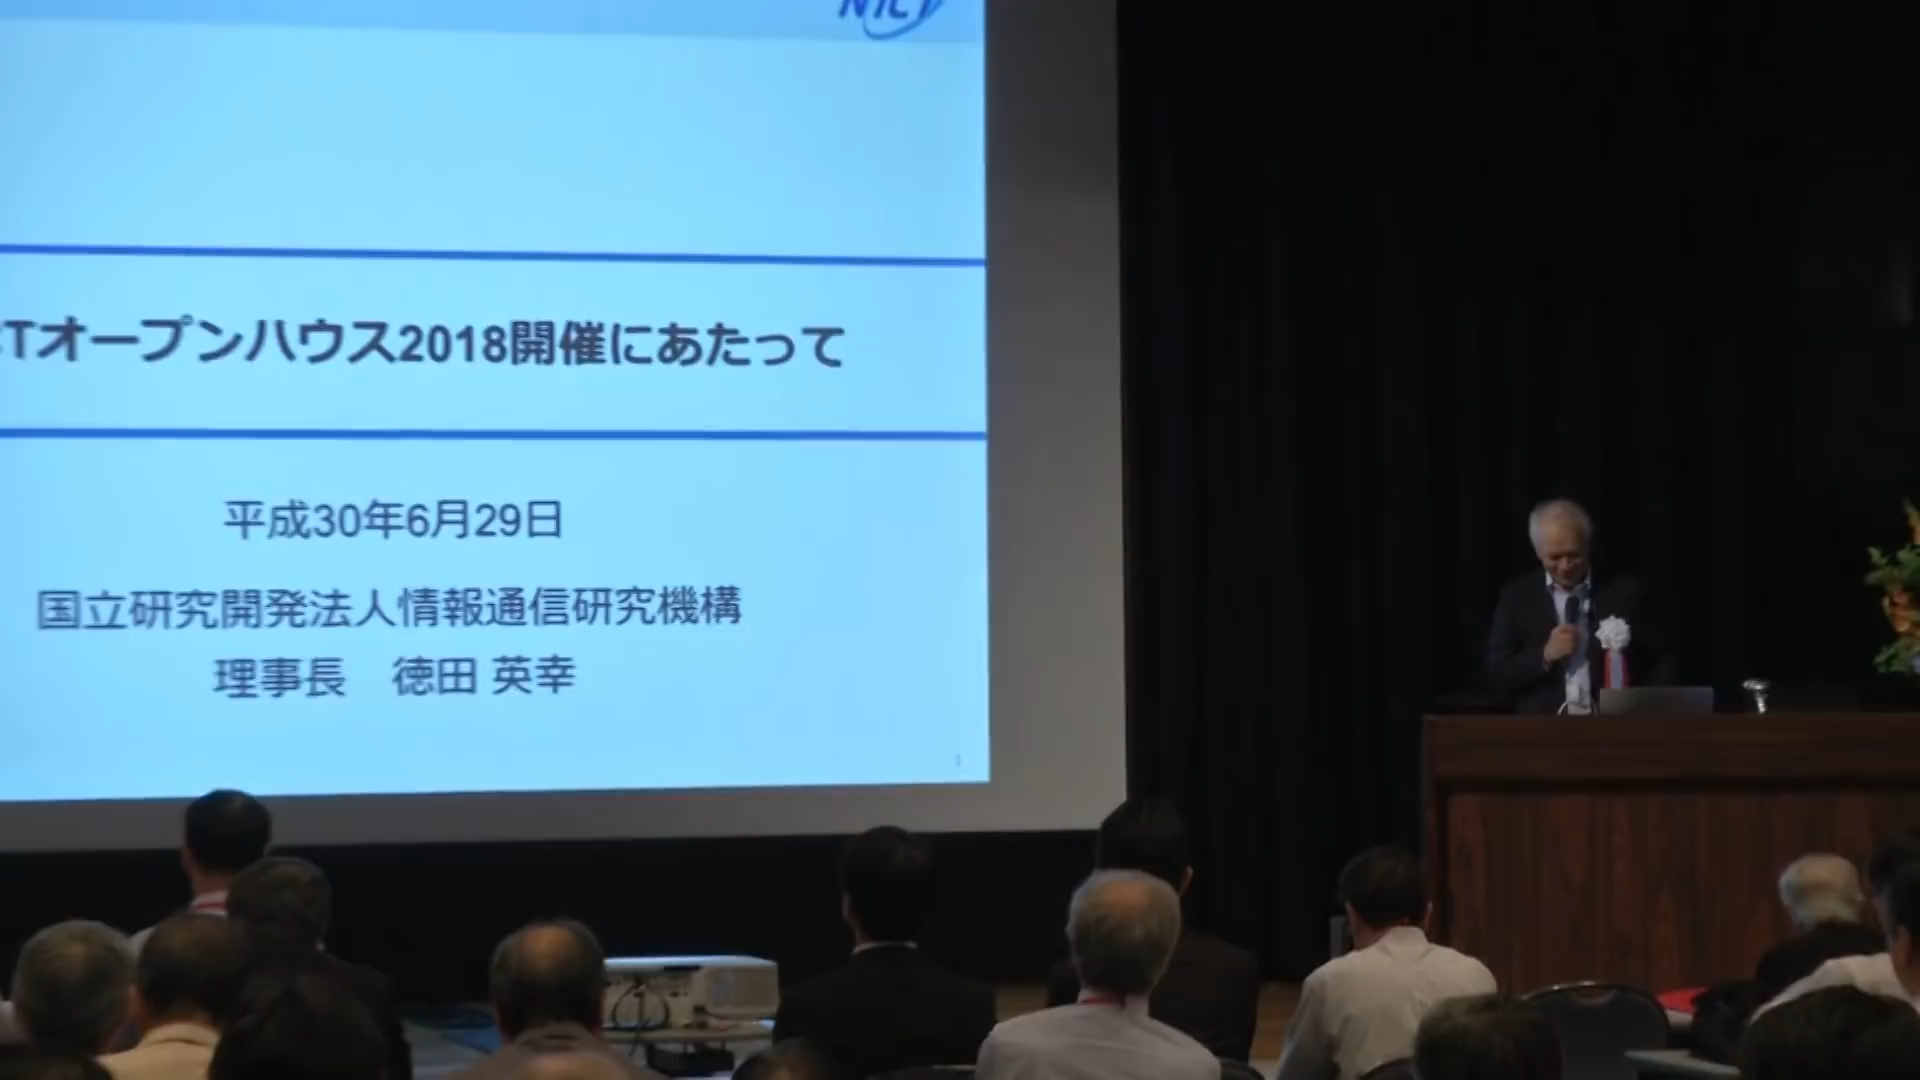 NICT
Tオープンハウス2018開催にあたって
平成30年6月29日
国立研究開発法人情報通信研究機構
理事長 徳田 英幸